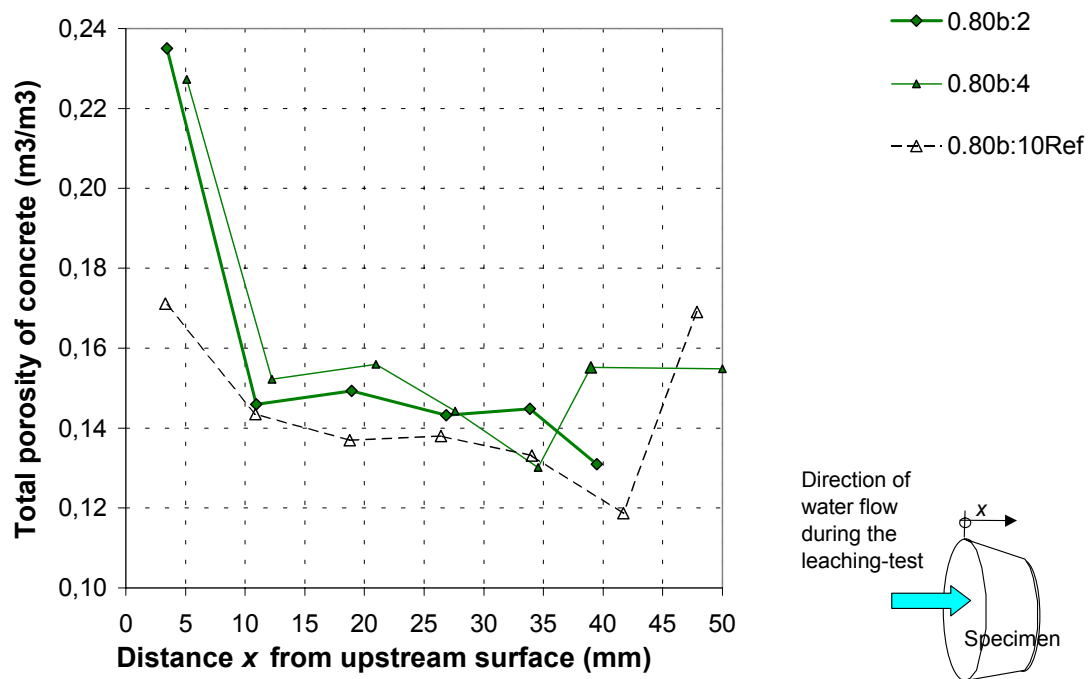 0.80b:2
0.80b:4
0.80b:10Ref
Total porosity of concrete (m3/m3)
0,24
0,22
0,20
0,18
0,16
0,14
0,12
0,10
0 5 10 15 20 25 30 35 40 45 50
Distance x from upstream surface (mm)
Direction of
water flow
during the
leaching-test
x
Specimen